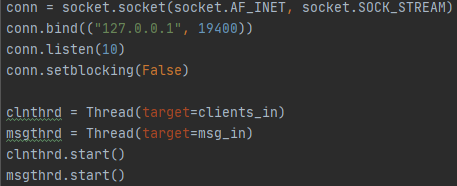 conn = socket.socket(socket.AF_INET, socket.SOCK_STREAM)
conn.bind(("127.0.0.1", 19400))
conn.listen(10)
conn.setblocking(False)
clnthrd = Thread(target=clients_in)
msgthrd = Thread(target=msg_in)
clnthrd.start()
msgthrd.start()